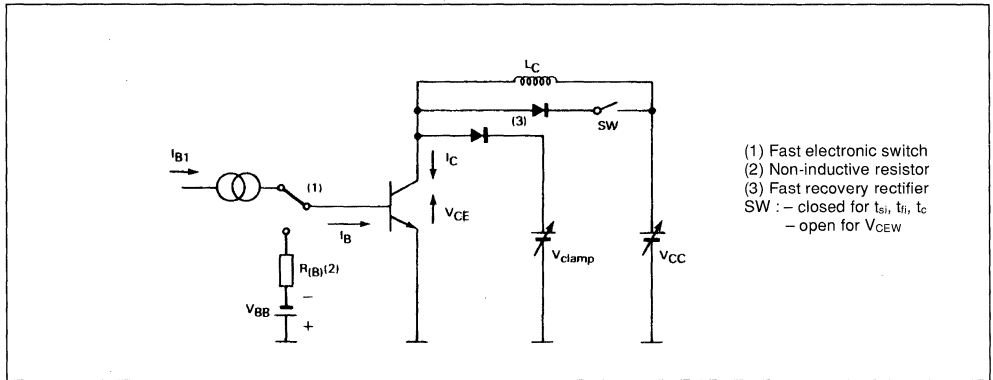 L_C
(3)
SW
I_B1
(1)
I_C
V_CE
I_B
R_(B)(2)
V_BB
−
+
V_clamp
V_CC
(1) Fast electronic switch
(2) Non-inductive resistor
(3) Fast recovery rectifier
SW : – closed for t_si, t_fi, t_c
– open for V_CEW